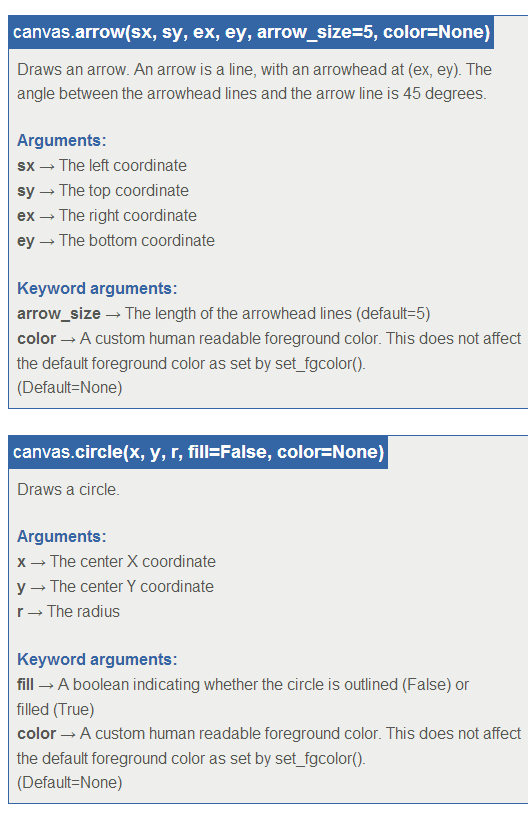 canvas.arrow(sx, sy, ex, ey, arrow_size=5, color=None)
Draws an arrow. An arrow is a line, with an arrowhead at (ex, ey). The
angle between the arrowhead lines and the arrow line is 45 degrees.
Arguments:
sx → The left coordinate
sy → The top coordinate
ex → The right coordinate
ey → The bottom coordinate
Keyword arguments:
arrow_size → The length of the arrowhead lines (default=5)
color → A custom human readable foreground color. This does not affect
the default foreground color as set by set_fgcolor().
(Default=None)
canvas.circle(x, y, r, fill=False, color=None)
Draws a circle.
Arguments:
x → The center X coordinate
y → The center Y coordinate
r → The radius
Keyword arguments:
fill → A boolean indicating whether the circle is outlined (False) or
filled (True)
color → A custom human readable foreground color. This does not affect
the default foreground color as set by set_fgcolor().
(Default=None)